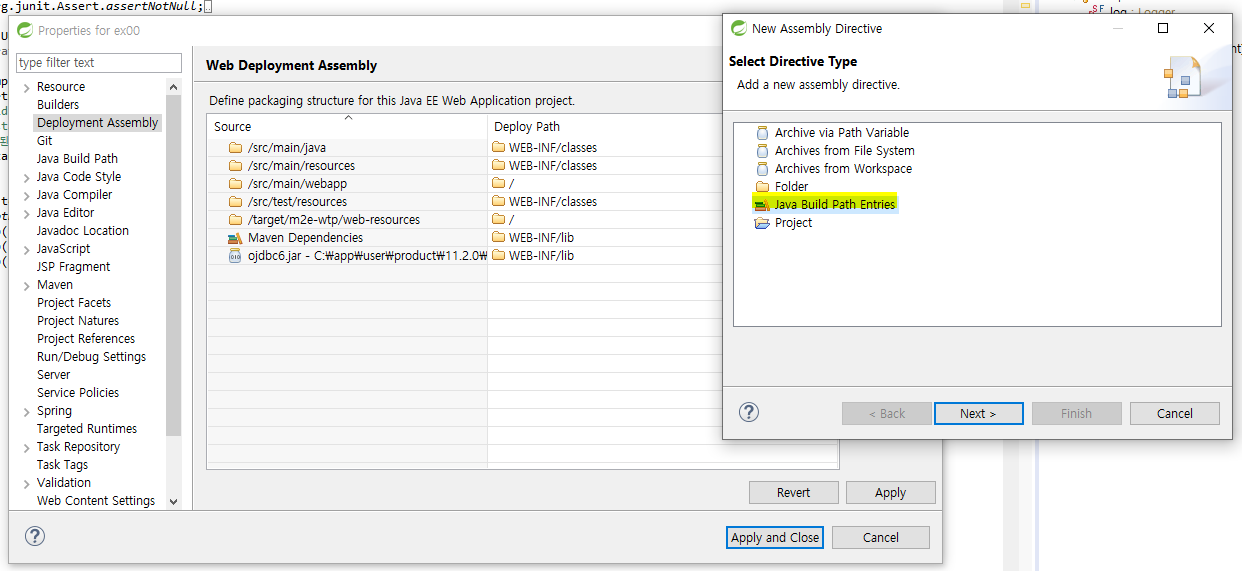 rg.junit.Assert.assertNotNull;
Properties for ex00
type filter text
Resource
Builders
Deployment Assembly
Git
Java Build Path
Java Code Style
Java Compiler
Java Editor
Javadoc Location
JavaScript
JSP Fragment
Maven
Project Facets
Project Natures
Project References
Run/Debug Settings
Server
Service Policies
Spring
Targeted Runtimes
Task Repository
Task Tags
Validation
Web Content Settings
Web Deployment Assembly
Define packaging structure for this Java EE Web Application project.
Source Deploy Path
/src/main/java WEB-INF/classes
/src/main/resources WEB-INF/classes
/src/main/webapp /
/src/test/resources WEB-INF/classes
/target/m2e-wtp/web-resources /
Maven Dependencies WEB-INF/lib
ojdbc6.jar - C:₩app₩user₩product₩11.2.0₩ WEB-INF/lib
Revert Apply
Apply and Close Cancel
New Assembly Directive
Select Directive Type
Add a new assembly directive.
Archive via Path Variable
Archives from File System
Archives from Workspace
Folder
Java Build Path Entries
Project
< Back Next > Finish Cancel
log : Logger